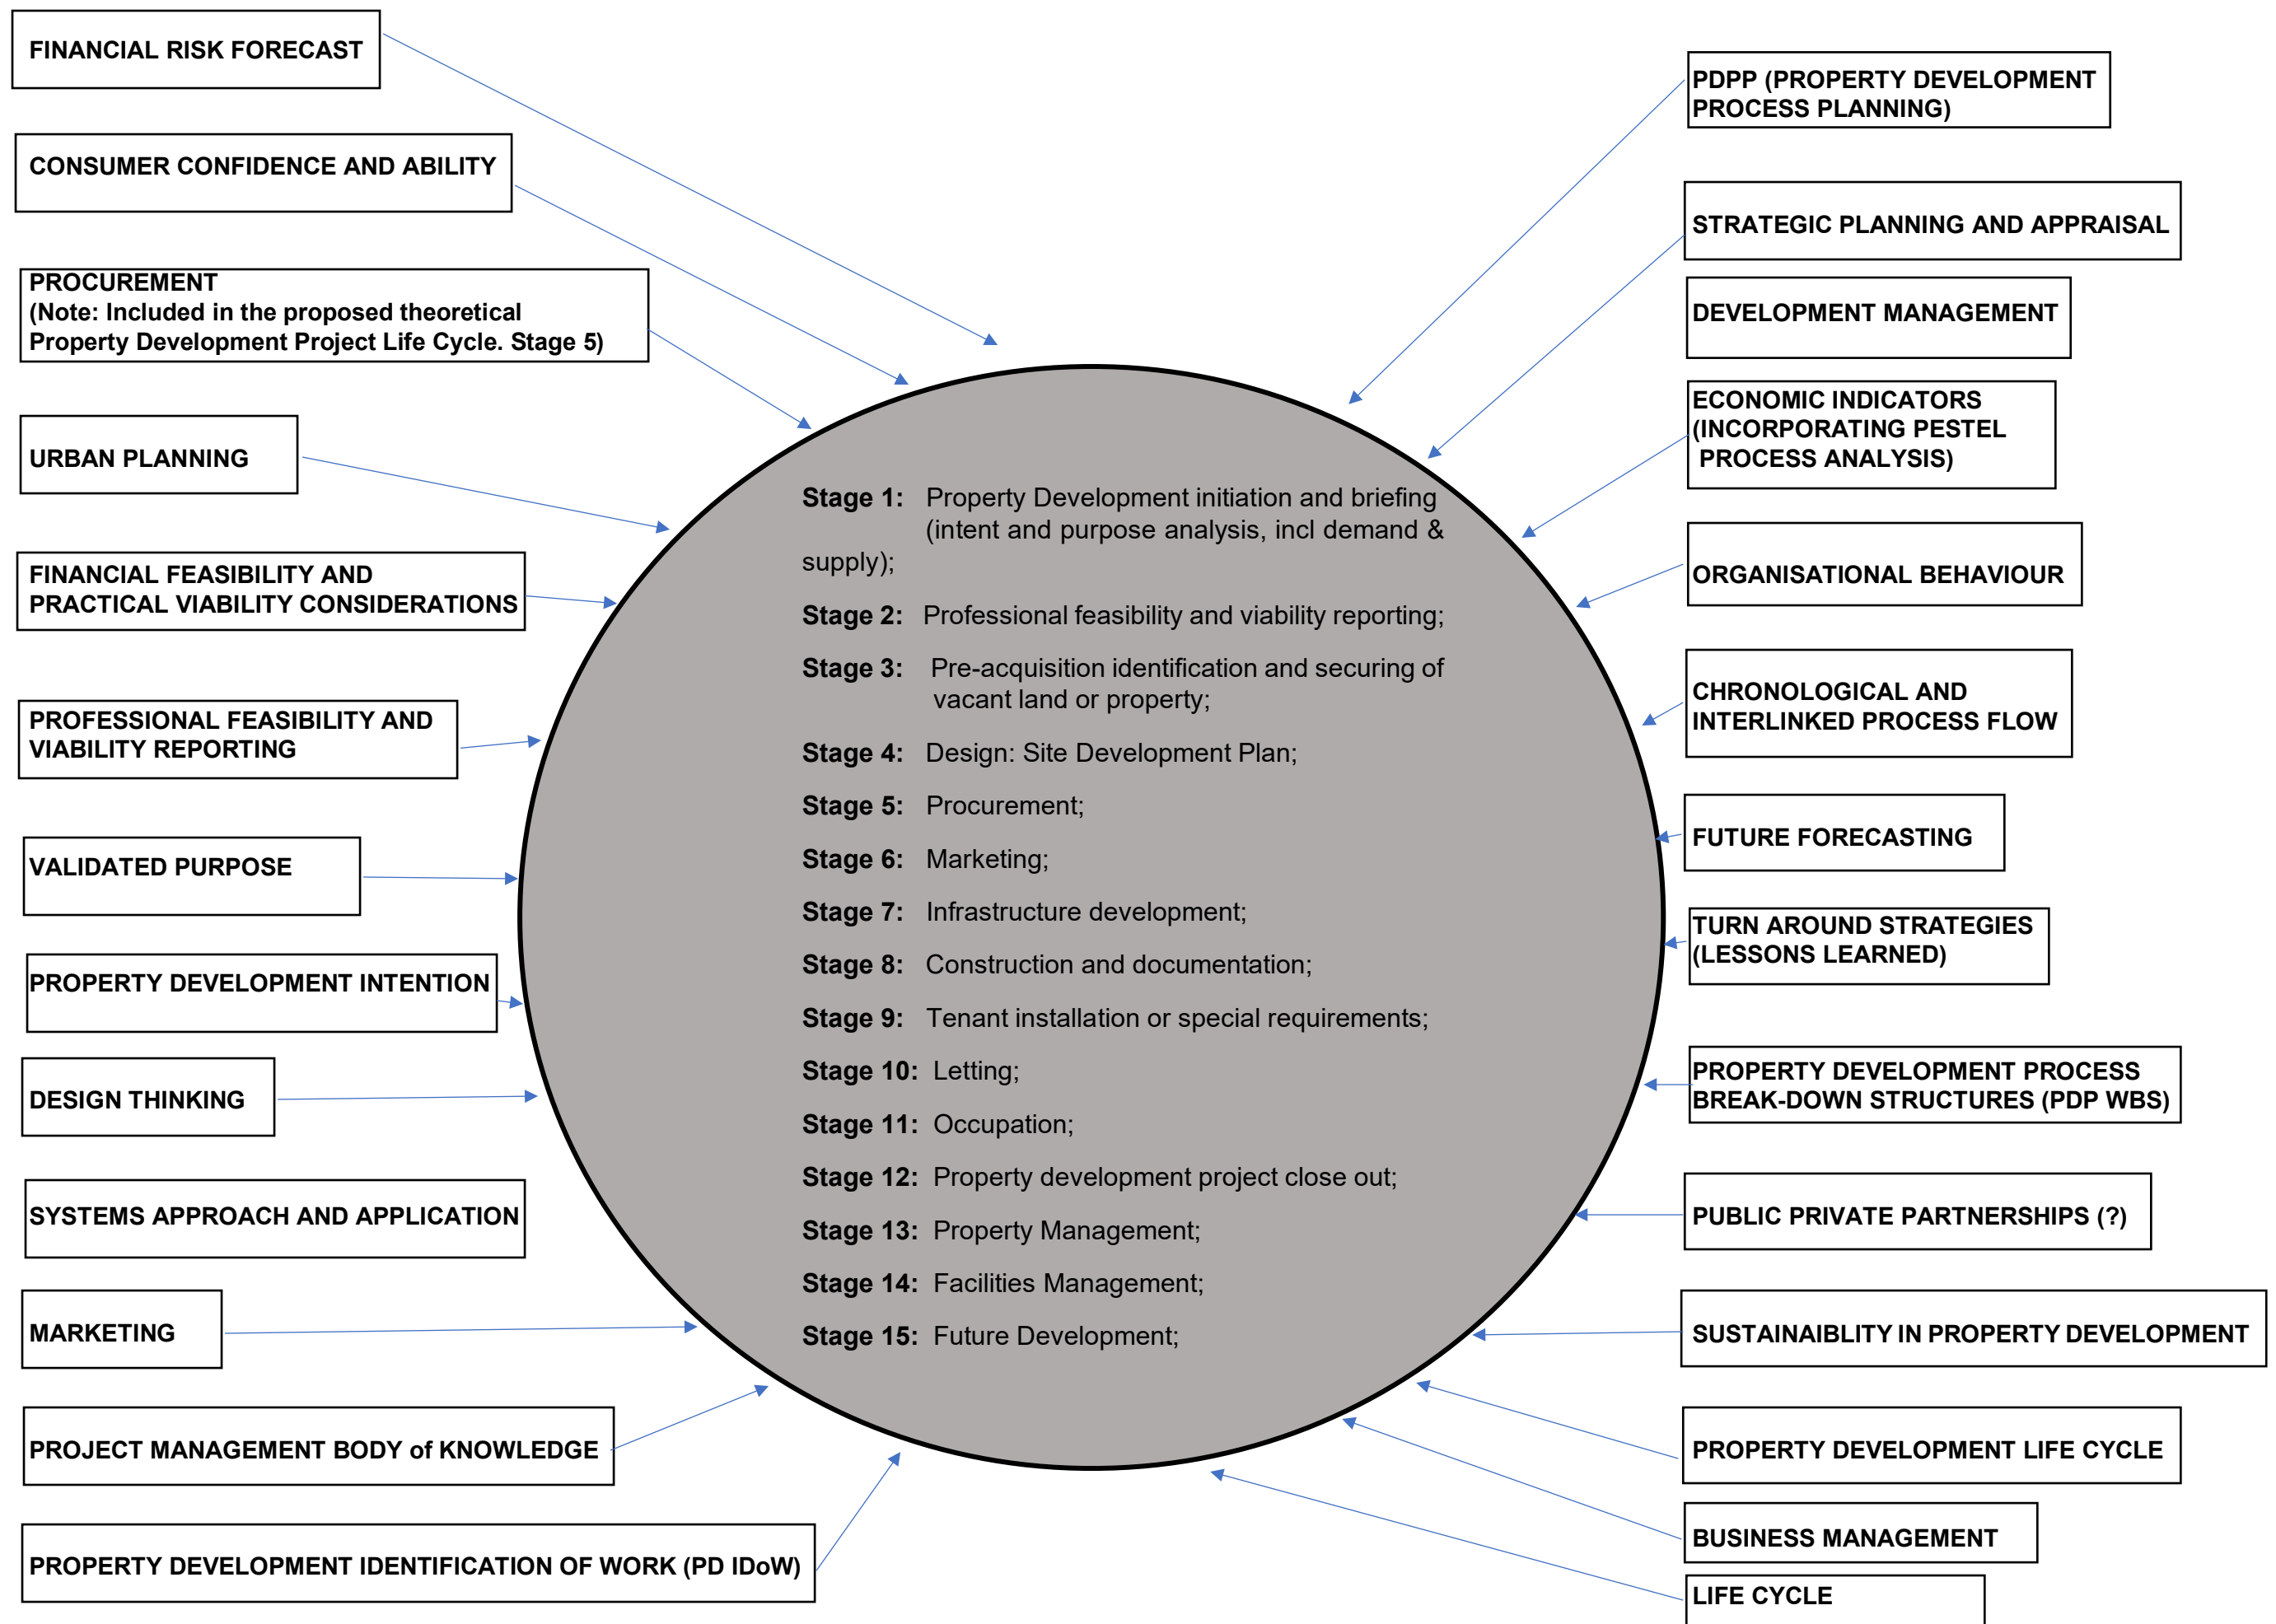 FINANCIAL RISK FORECAST
CONSUMER CONFIDENCE AND ABILITY
PROCUREMENT
(Note: Included in the proposed theoretical
Property Development Project Life Cycle. Stage 5)
URBAN PLANNING
FINANCIAL FEASIBILITY AND
PRACTICAL VIABILITY CONSIDERATIONS
PROFESSIONAL FEASIBILITY AND
VIABILITY REPORTING
VALIDATED PURPOSE
PROPERTY DEVELOPMENT INTENTION
DESIGN THINKING
SYSTEMS APPROACH AND APPLICATION
MARKETING
PROJECT MANAGEMENT BODY of KNOWLEDGE
PROPERTY DEVELOPMENT IDENTIFICATION OF WORK (PD IDoW)
Stage 1: Property Development initiation and briefing
(intent and purpose analysis, incl demand &
supply);
Stage 2: Professional feasibility and viability reporting;
Stage 3: Pre-acquisition identification and securing of
vacant land or property;
Stage 4: Design: Site Development Plan;
Stage 5: Procurement;
Stage 6: Marketing;
Stage 7: Infrastructure development;
Stage 8: Construction and documentation;
Stage 9: Tenant installation or special requirements;
Stage 10: Letting;
Stage 11: Occupation;
Stage 12: Property development project close out;
Stage 13: Property Management;
Stage 14: Facilities Management;
Stage 15: Future Development;
PDPP (PROPERTY DEVELOPMENT
PROCESS PLANNING)
STRATEGIC PLANNING AND APPRAISAL
DEVELOPMENT MANAGEMENT
ECONOMIC INDICATORS
(INCORPORATING PESTEL
PROCESS ANALYSIS)
ORGANISATIONAL BEHAVIOUR
CHRONOLOGICAL AND
INTERLINKED PROCESS FLOW
FUTURE FORECASTING
TURN AROUND STRATEGIES
(LESSONS LEARNED)
PROPERTY DEVELOPMENT PROCESS
BREAK-DOWN STRUCTURES (PDP WBS)
PUBLIC PRIVATE PARTNERSHIPS (?)
SUSTAINAIBLITY IN PROPERTY DEVELOPMENT
PROPERTY DEVELOPMENT LIFE CYCLE
BUSINESS MANAGEMENT
LIFE CYCLE